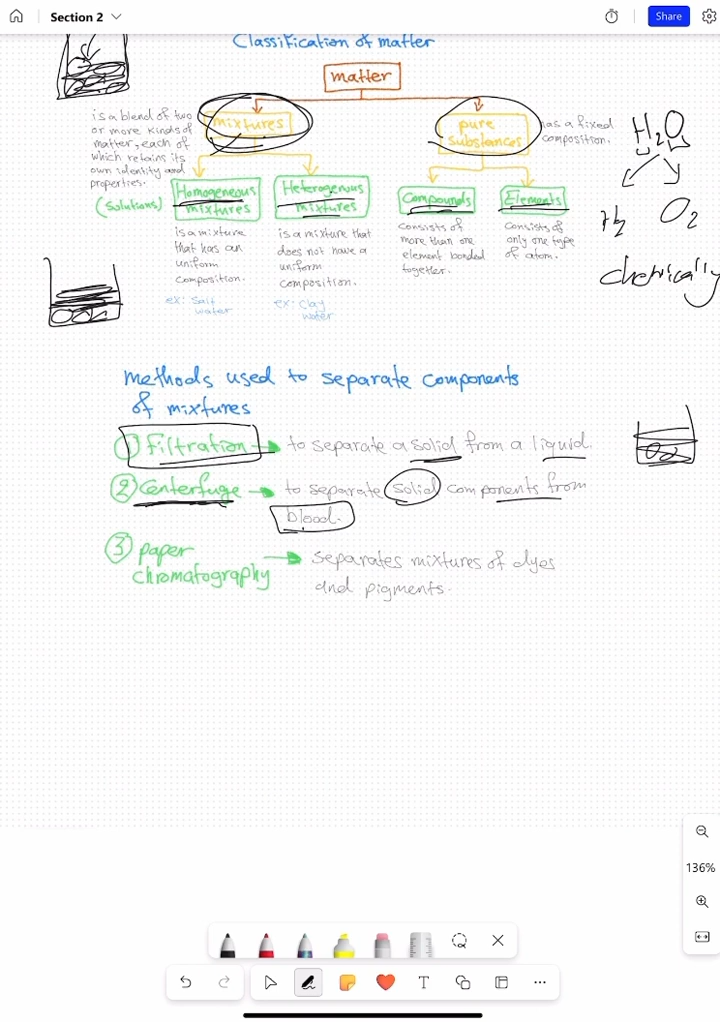 Section 2
Share
Classification of matter
matter
is a blend of two
or more kinds of
matter, each of
which retains its
own identity and
properties.
mixtures
pure
substances
has a fixed
composition.
H2O
H2 O2
chemically
(Solutions)
Homogeneous
mixtures
is a mixture
that has an
uniform
composition.
ex: Salt
water
Heterogenous
mixtures
is a mixture that
does not have a
uniform
composition.
ex: Clay
water
Compounds
consists of
more than one
element bonded
together.
Elements
Consists of
only one type
of atom.
methods used to separate components
of mixtures
① Filtration → to separate a solid from a liquid.
② Centerfuge → to separate solid components from
blood.
③ paper
chromatography → separates mixtures of dyes
and pigments.
136%
T